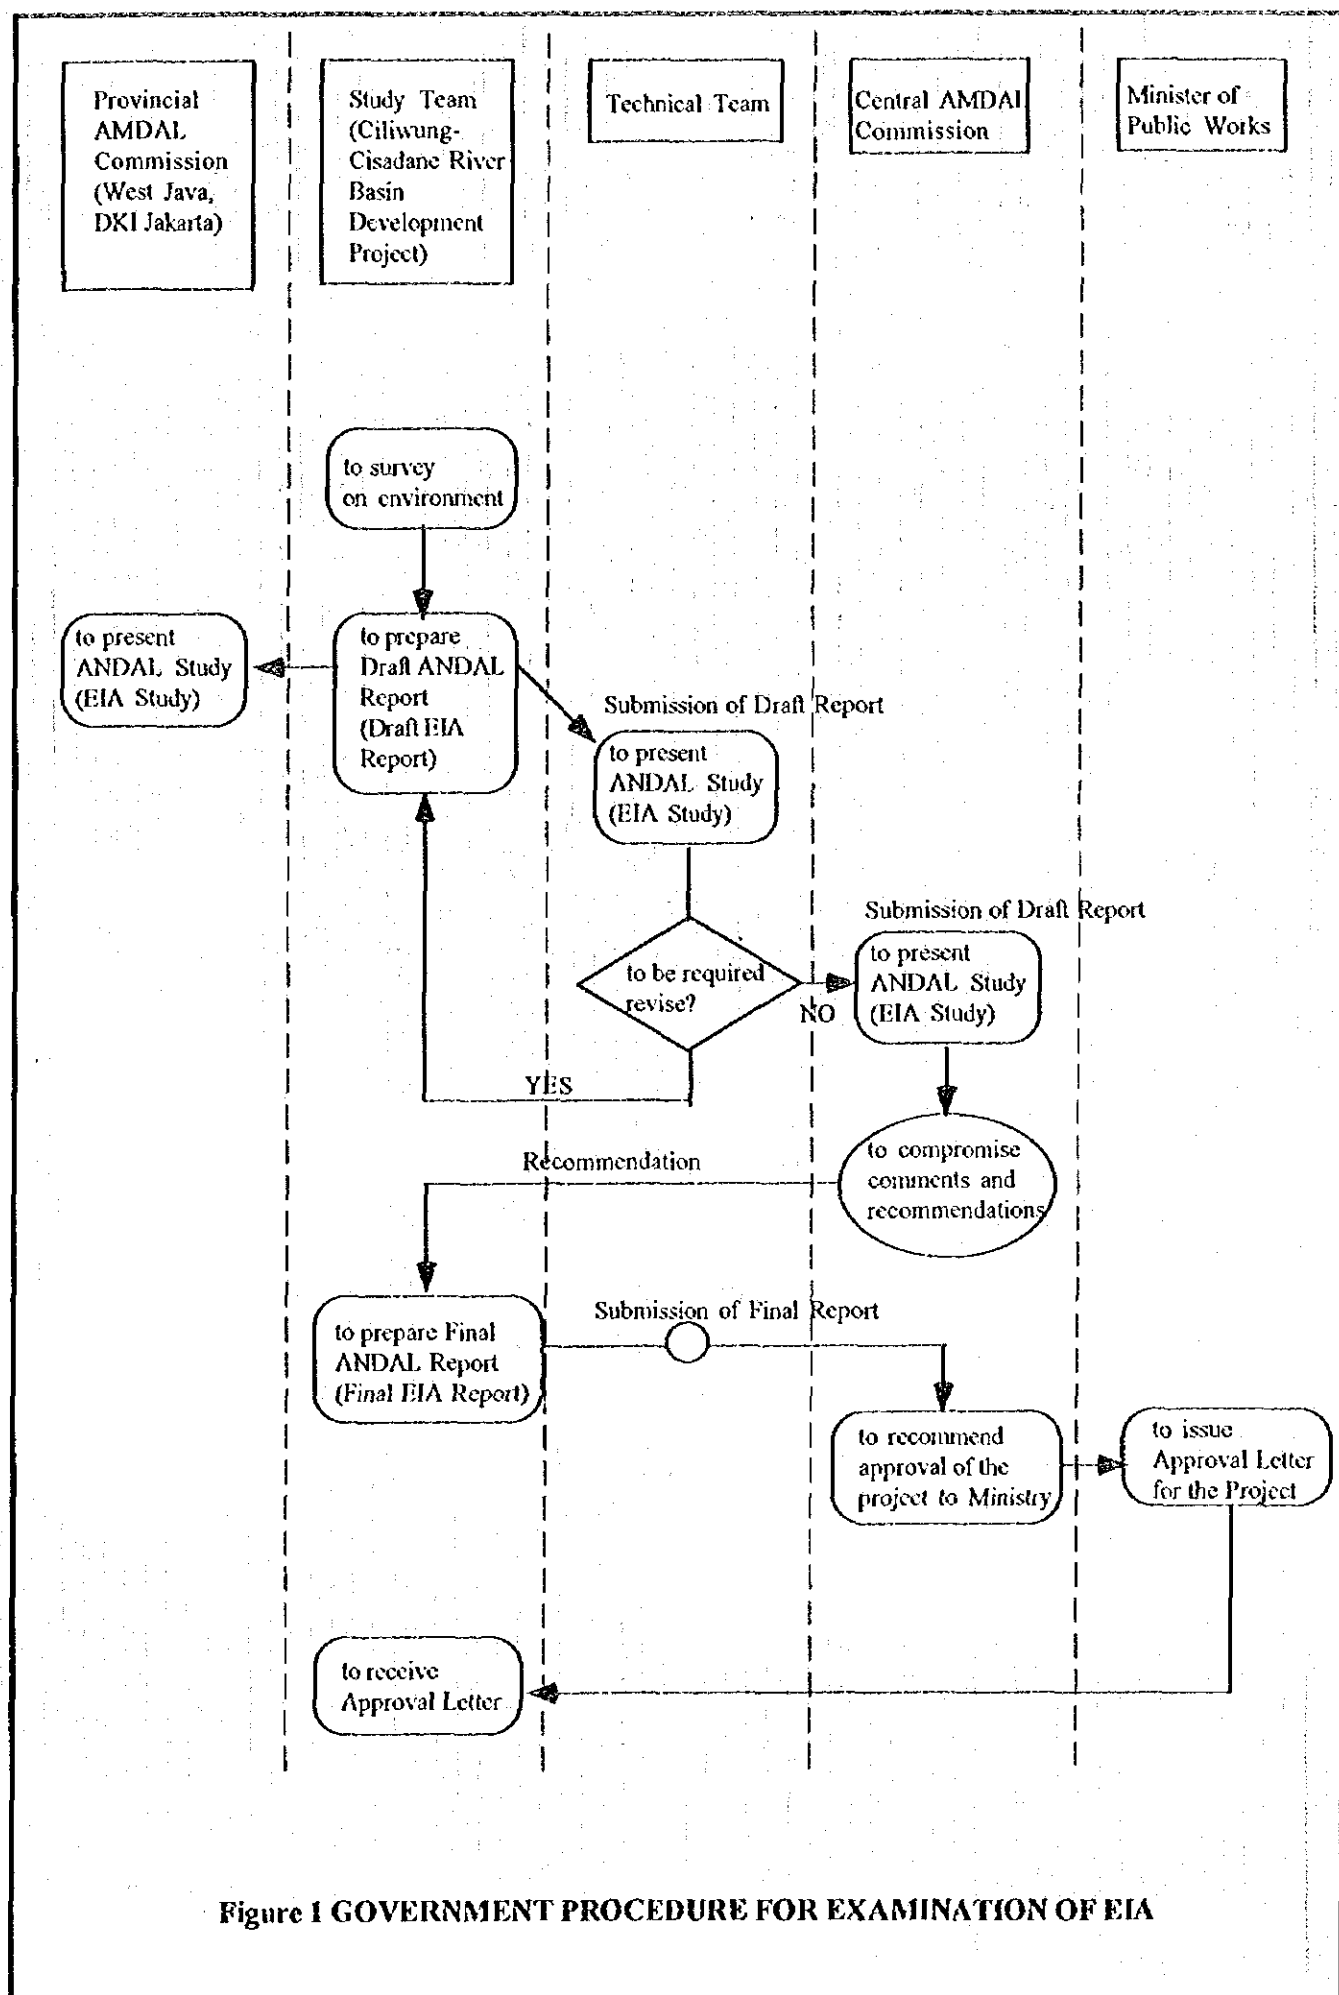 Provincial
AMDAL
Commission
(West Java,
DKI Jakarta)
Study Team
(Ciliwung-
Cisadane River
Basin
Development
Project)
Technical Team
Central AMDAL
Commission
Minister of
Public Works
to survey
on environment
to present
ANDAL Study
(EIA Study)
to prepare
Draft ANDAL
Report
(Draft EIA
Report)
Submission of Draft Report
to present
ANDAL Study
(EIA Study)
to be required
revise?
NO
YES
Submission of Draft Report
to present
ANDAL Study
(EIA Study)
to compromise
comments and
recommendations
Recommendation
to prepare Final
ANDAL Report
(Final EIA Report)
Submission of Final Report
to recommend
approval of the
project to Ministry
to issue
Approval Letter
for the Project
to receive
Approval Letter
Figure 1 GOVERNMENT PROCEDURE FOR EXAMINATION OF EIA